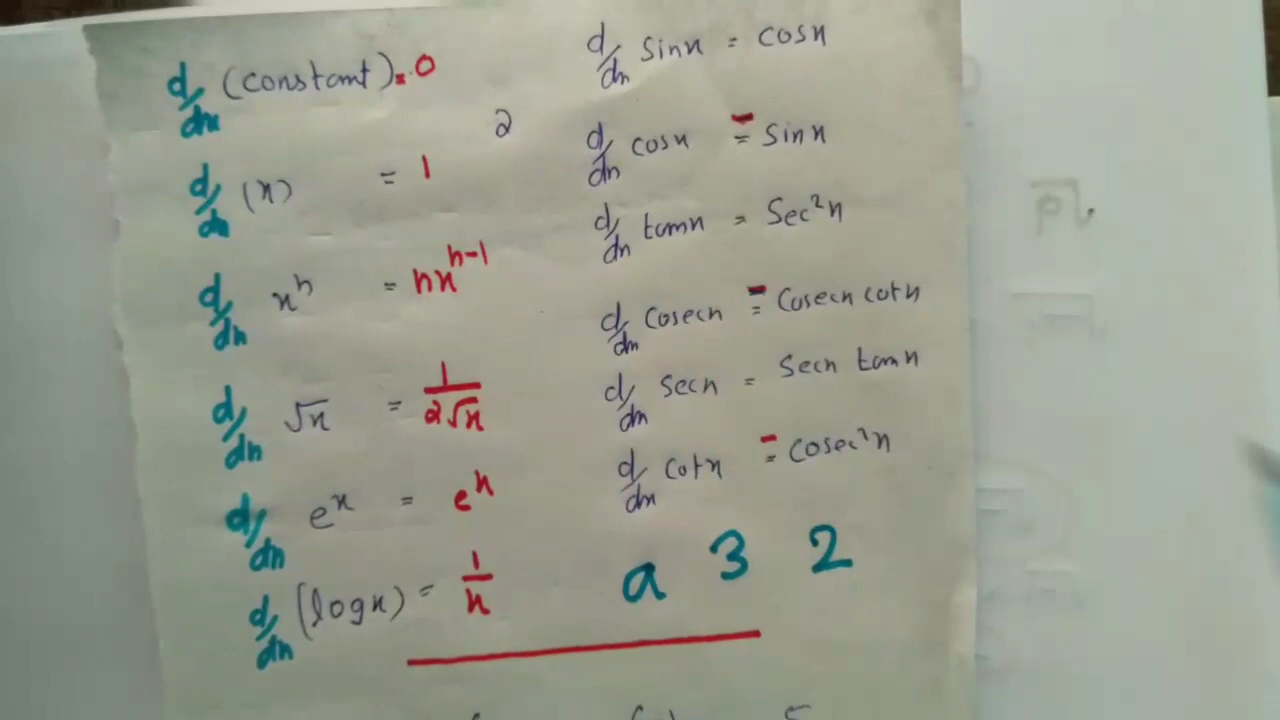 d/dx (constant) = 0
2
d/dx (x) = 1
d/dx xⁿ = nxⁿ⁻¹
d/dx √x = 1/2√x
d/dx eˣ = eˣ
d/dx (logx) = 1/x
d/dx sinx = cosx
d/dx cosx = - sinx
d/dx tanx = Sec²x
d/dx cosecx = - cosecx cotx
d/dx secx = secx tanx
d/dx cotx = - cosec²x
a 3 2